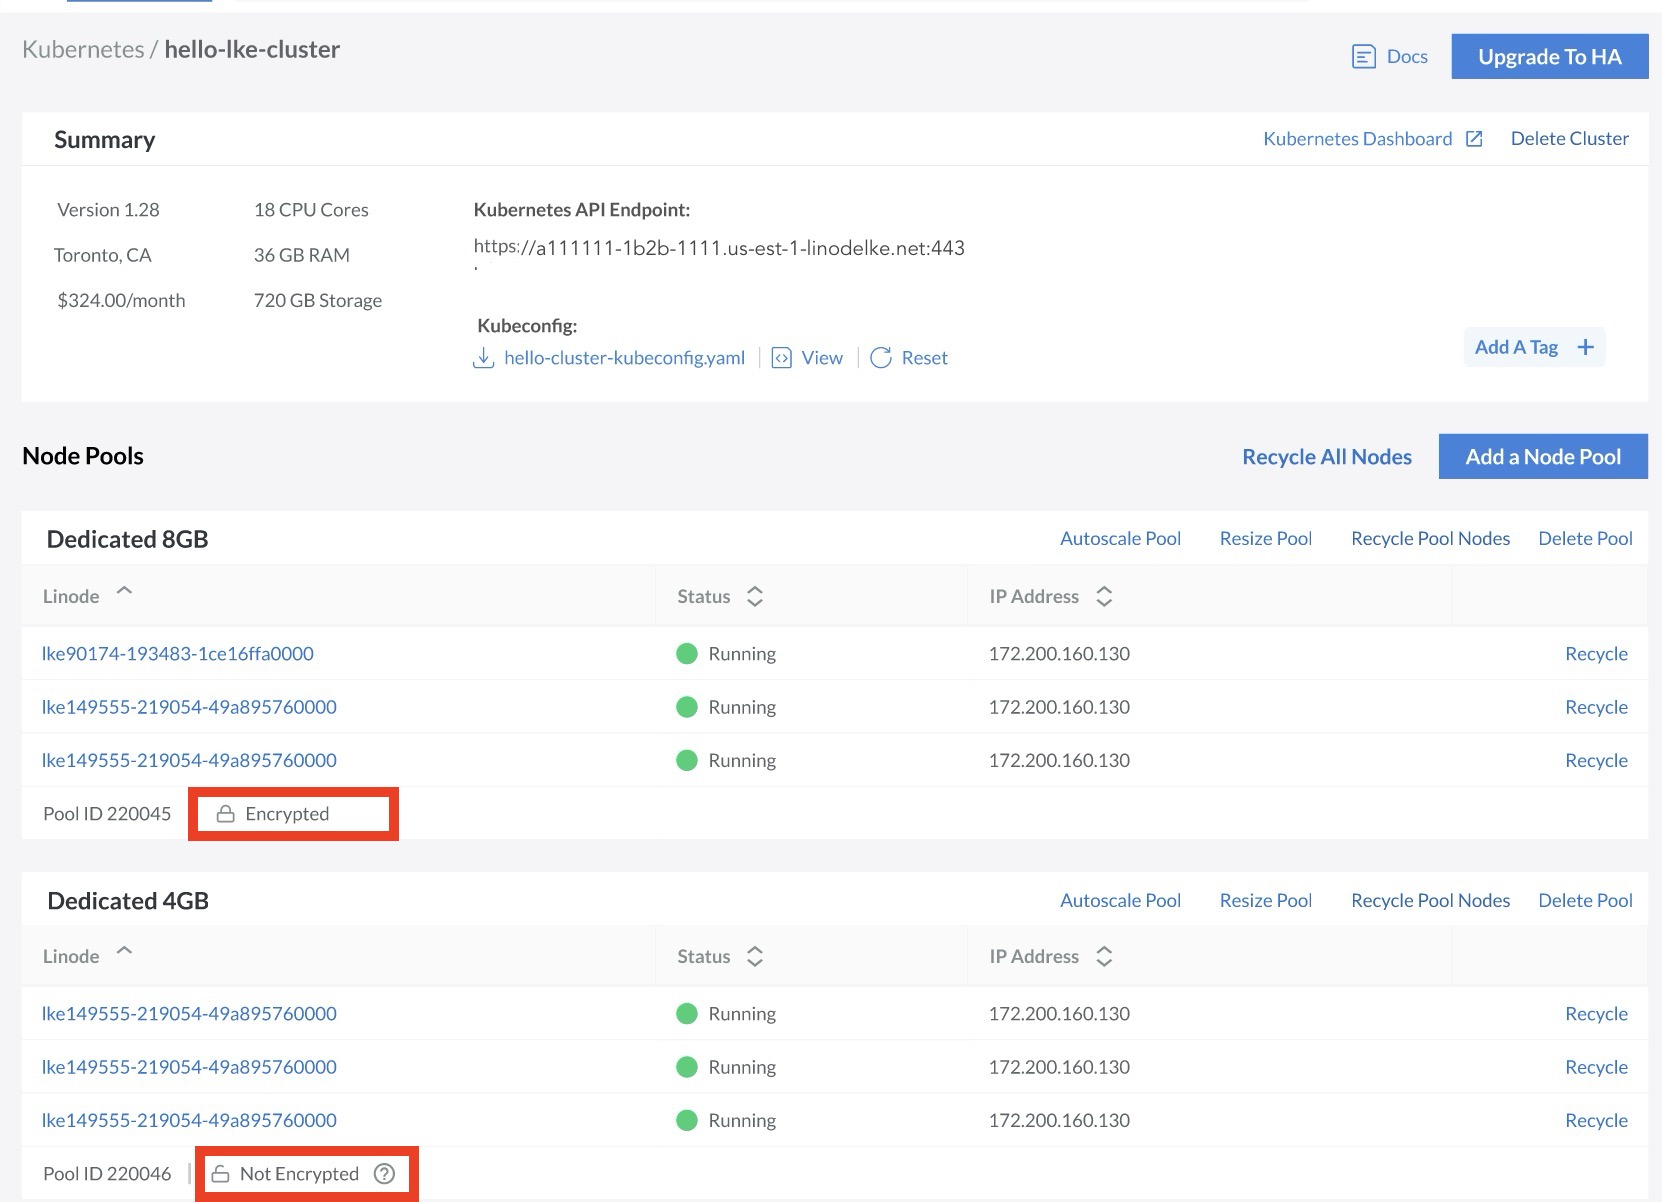 Kubernetes / hello-lke-cluster
Docs
Upgrade To HA
Summary
Kubernetes Dashboard
Delete Cluster
Version 1.28
18 CPU Cores
Kubernetes API Endpoint:
Toronto, CA
36 GB RAM
https://a111111-1b2b-1111.us-est-1-linodelke.net:443
$324.00/month
720 GB Storage
Kubeconfig:
hello-cluster-kubeconfig.yaml
View
Reset
Add A Tag +
Node Pools
Recycle All Nodes
Add a Node Pool
Dedicated 8GB
Autoscale Pool
Resize Pool
Recycle Pool Nodes
Delete Pool
Linode
Status
IP Address
lke90174-193483-1ce16ffa0000
Running
172.200.160.130
Recycle
lke149555-219054-49a895760000
Running
172.200.160.130
Recycle
lke149555-219054-49a895760000
Running
172.200.160.130
Recycle
Pool ID 220045
Encrypted
Dedicated 4GB
Autoscale Pool
Resize Pool
Recycle Pool Nodes
Delete Pool
Linode
Status
IP Address
lke149555-219054-49a895760000
Running
172.200.160.130
Recycle
lke149555-219054-49a895760000
Running
172.200.160.130
Recycle
lke149555-219054-49a895760000
Running
172.200.160.130
Recycle
Pool ID 220046
Not Encrypted ?